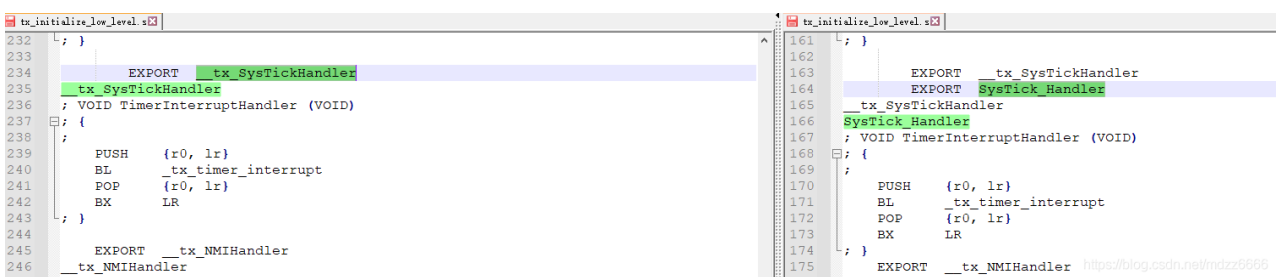 tx_initialize_low_level.s
232 ; }
233
234 EXPORT __tx_SysTickHandler
235 __tx_SysTickHandler
236 ; VOID TimerInterruptHandler (VOID)
237 ; {
238 ;
239 PUSH {r0, lr}
240 BL _tx_timer_interrupt
241 POP {r0, lr}
242 BX LR
243 ; }
244
245 EXPORT __tx_NMIHandler
246 __tx_NMIHandler
tx_initialize_low_level.s
161 ; }
162
163 EXPORT __tx_SysTickHandler
164 EXPORT SysTick_Handler
165 __tx_SysTickHandler
166 SysTick_Handler
167 ; VOID TimerInterruptHandler (VOID)
168 ; {
169 ;
170 PUSH {r0, lr}
171 BL _tx_timer_interrupt
172 POP {r0, lr}
173 BX LR
174 ; }
175 EXPORT __tx_NMIHandler
https://blog.csdn.net/mdzz6666